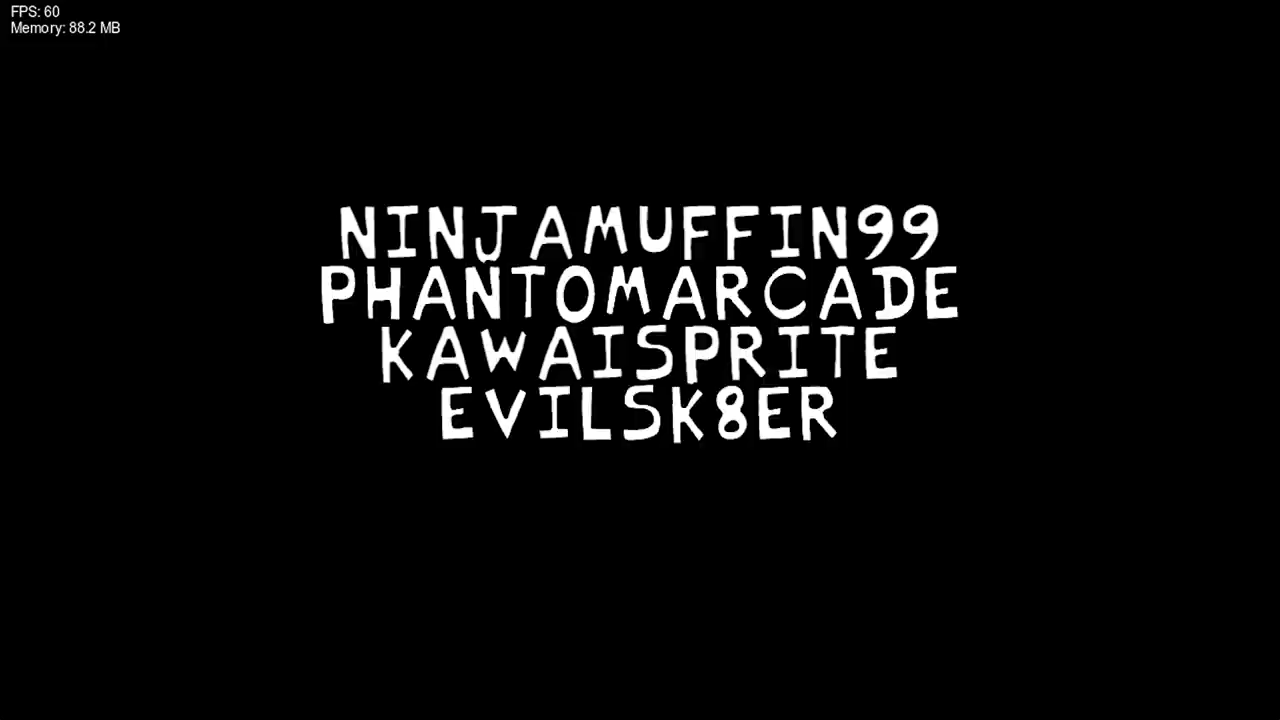 FPS: 60
Memory: 88.2 MB
NINJAMUFFIN99
PHANTOMARCADE
KAWAISPRITE
EVILSK8ER